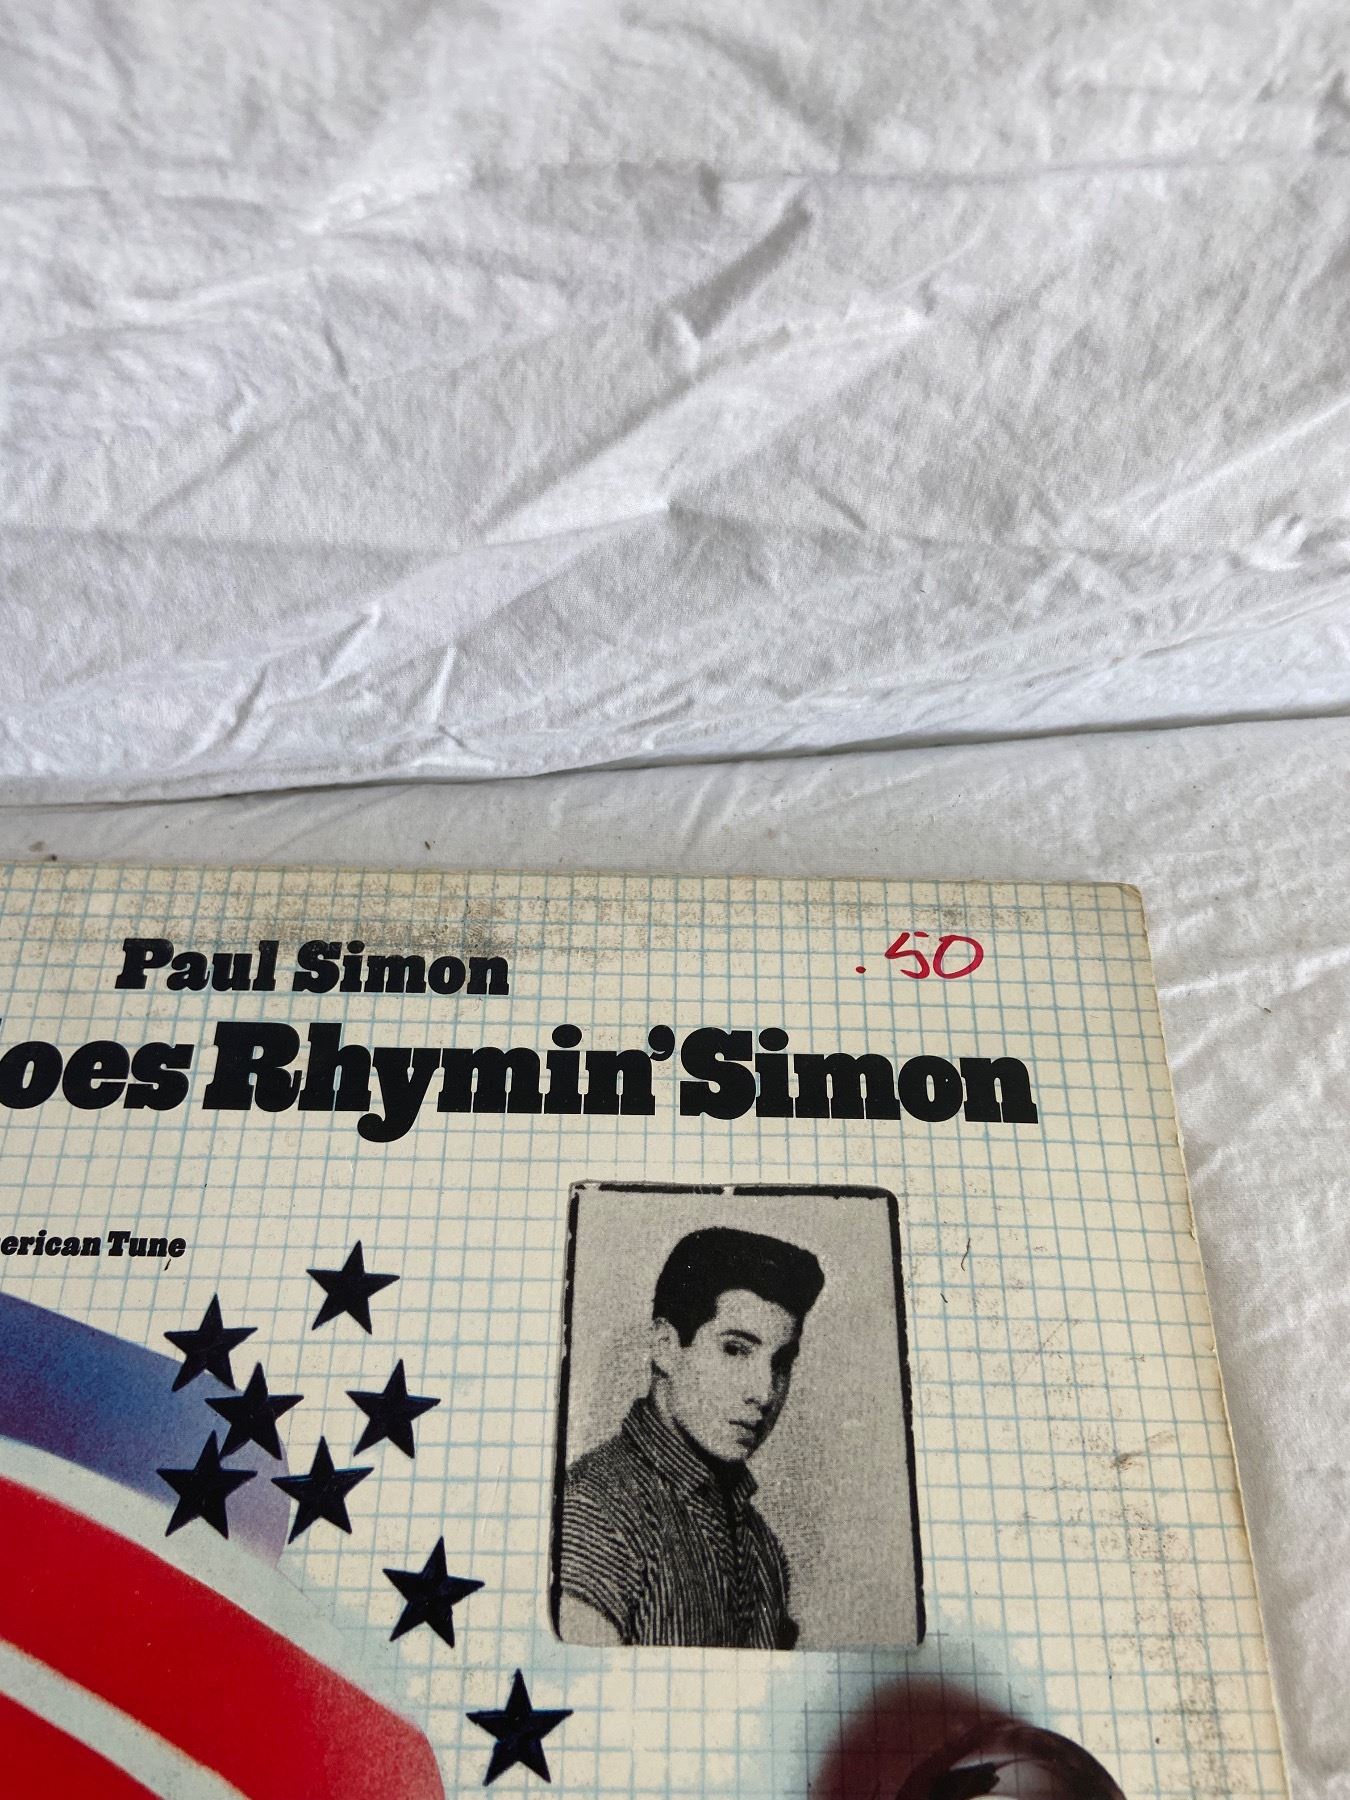 Paul Simon
.50
oes Rhymin' Simon
erican Tune